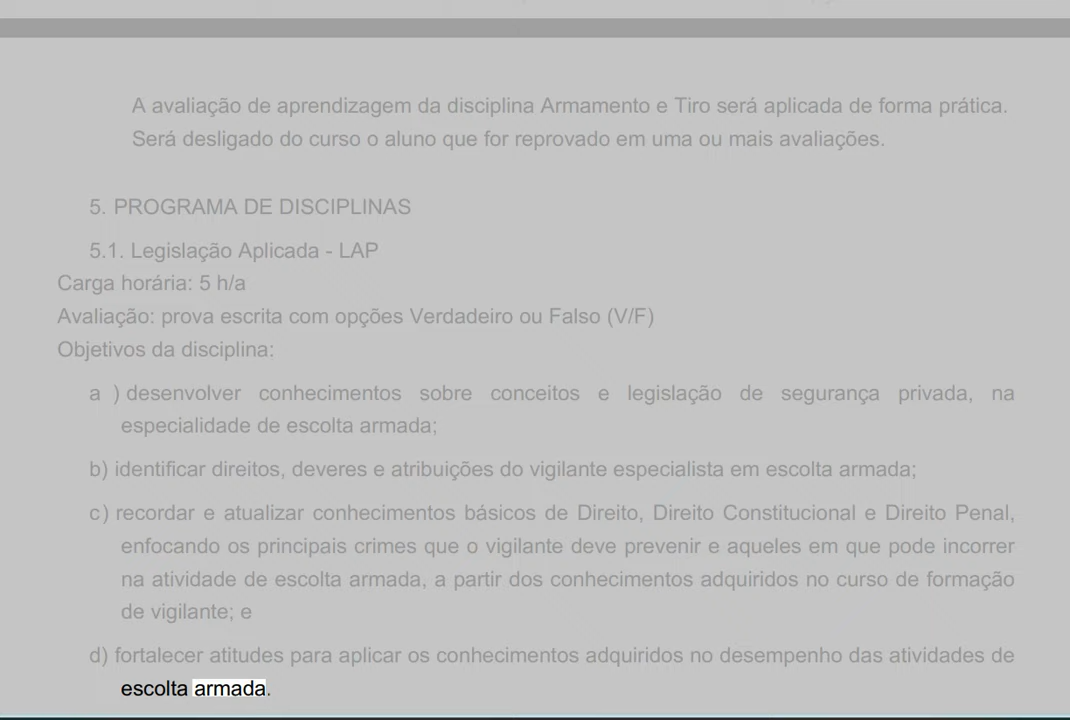 A avaliação de aprendizagem da disciplina Armamento e Tiro será aplicada de forma prática.
Será desligado do curso o aluno que for reprovado em uma ou mais avaliações.
5. PROGRAMA DE DISCIPLINAS
5.1. Legislação Aplicada - LAP
Carga horária: 5 h/a
Avaliação: prova escrita com opções Verdadeiro ou Falso (V/F)
Objetivos da disciplina:
a ) desenvolver conhecimentos sobre conceitos e legislação de segurança privada, na
especialidade de escolta armada;
b) identificar direitos, deveres e atribuições do vigilante especialista em escolta armada;
c) recordar e atualizar conhecimentos básicos de Direito, Direito Constitucional e Direito Penal,
enfocando os principais crimes que o vigilante deve prevenir e aqueles em que pode incorrer
na atividade de escolta armada, a partir dos conhecimentos adquiridos no curso de formação
de vigilante; e
d) fortalecer atitudes para aplicar os conhecimentos adquiridos no desempenho das atividades de
escolta armada.